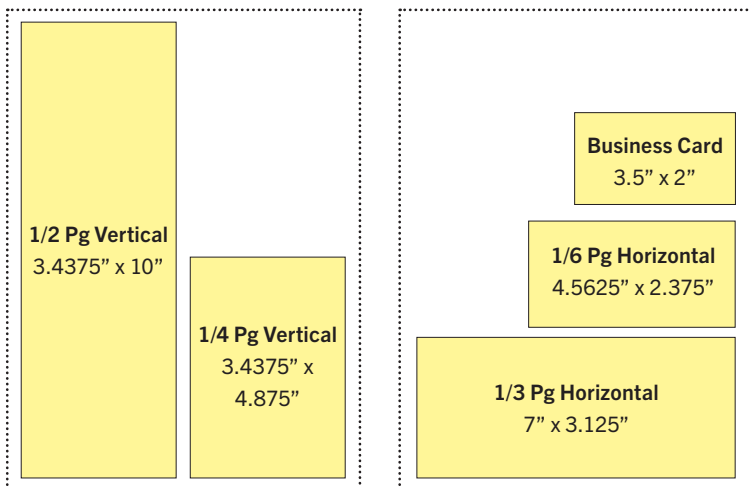 1/2 Pg Vertical
3.4375” x 10”
1/4 Pg Vertical
3.4375” x
4.875”
Business Card
3.5” x 2”
1/6 Pg Horizontal
4.5625” x 2.375”
1/3 Pg Horizontal
7” x 3.125”